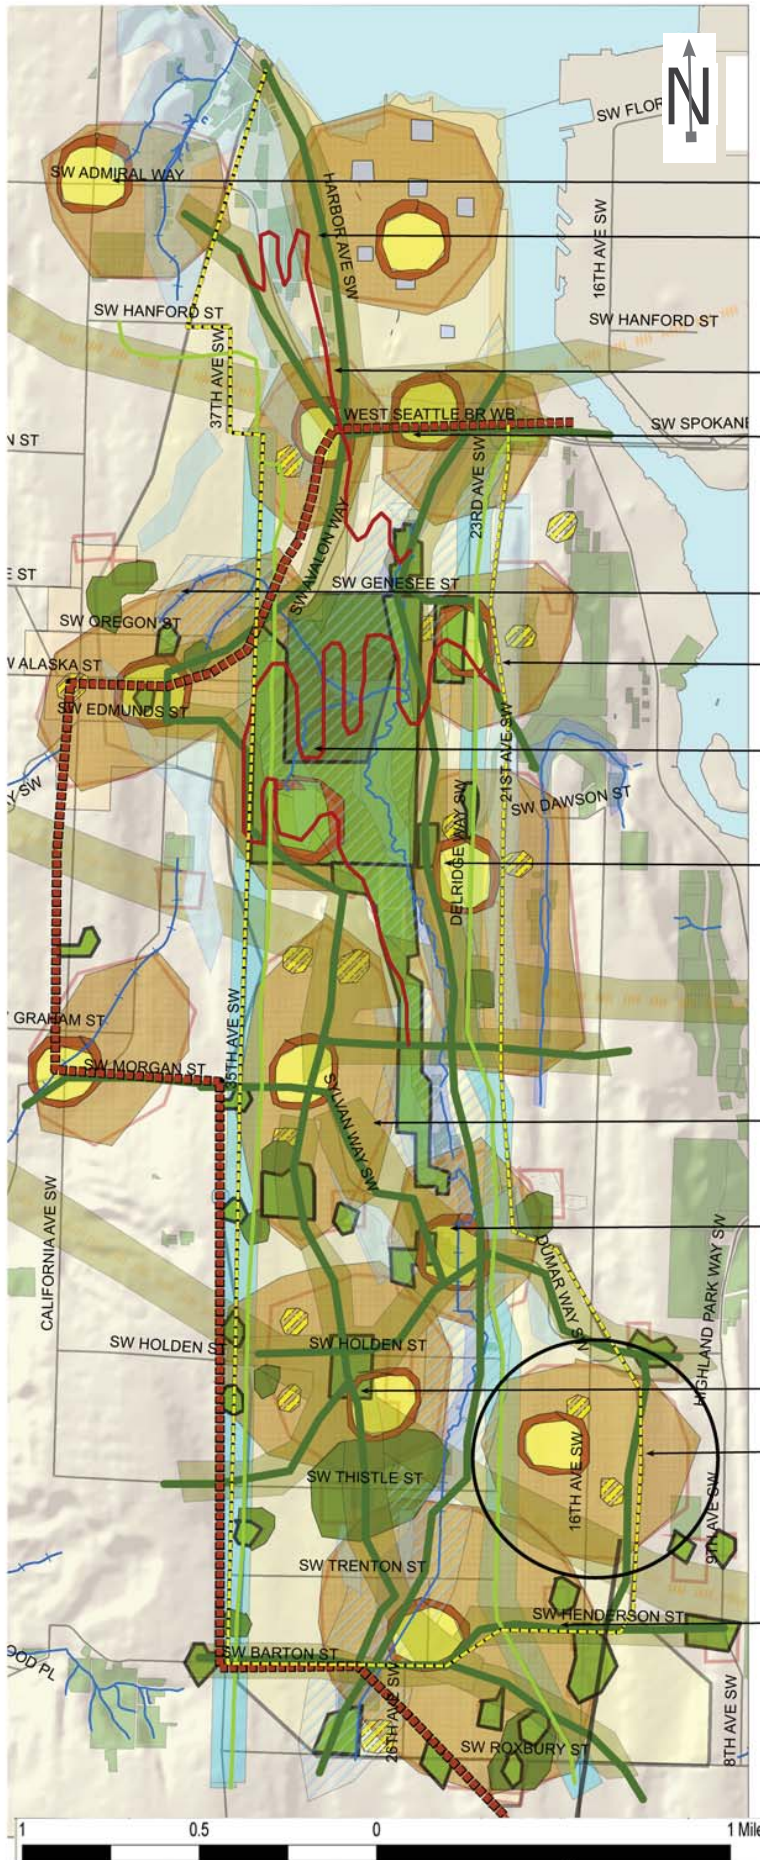 N
SW FLOR
SW ADMIRAL WAY
HARBOR AVE SW
16TH AVE SW
SW HANFORD ST
SW HANFORD ST
37TH AVE SW
WEST SEATTLE BR WB
SW SPOKANE
N ST
23RD AVE SW
SW AVALON WAY
E ST
SW GENESEE ST
SW OREGON ST
W ALASKA ST
SW EDMUNDS ST
21ST AVE SW
Y SW
SW DAWSON ST
DELRIDGE WAY SW
35TH AVE SW
GRAHAM ST
SW MORGAN ST
SYLVAN WAY SW
CALIFORNIA AVE SW
DUMAR WAY SW
HIGHLAND PARK WAY SW
SW HOLDEN ST
SW HOLDEN ST
16TH AVE SW
SW THISTLE ST
9TH AVE SW
SW TRENTON ST
SW HENDERSON ST
SW BARTON ST
OOD PL
26TH AVE SW
8TH AVE SW
SW ROXBURY ST
1 0.5 0 1 Mile